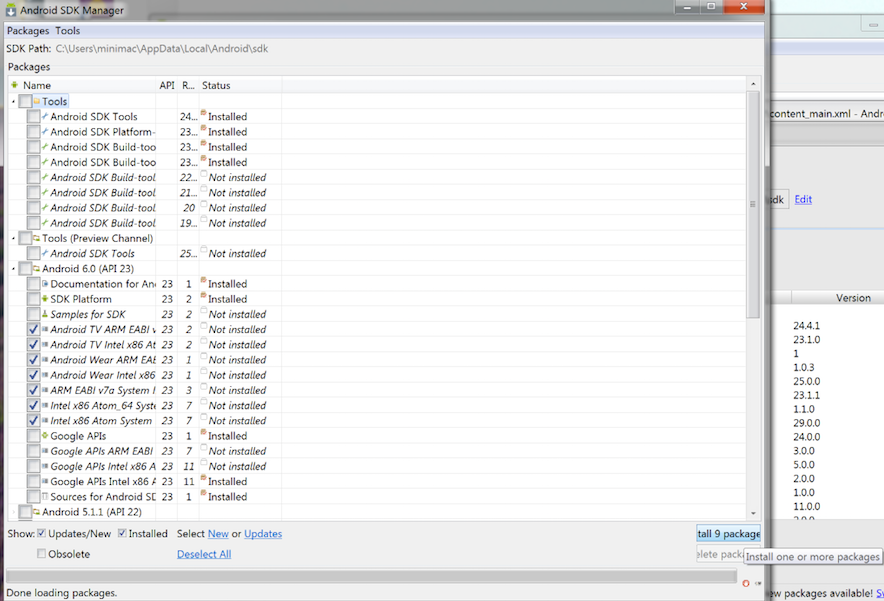 Android SDK Manager
Packages Tools
SDK Path: C:\Users\minimac\AppData\Local\Android\sdk
Packages
Name API R... Status
Tools
Android SDK Tools 24... Installed
Android SDK Platform- 23... Installed
Android SDK Build-too 23... Installed
Android SDK Build-too 23... Installed
Android SDK Build-tool 22... Not installed
Android SDK Build-tool 21... Not installed
Android SDK Build-tool 20 Not installed
Android SDK Build-tool 19... Not installed
Tools (Preview Channel)
Android SDK Tools 25... Not installed
Android 6.0 (API 23)
Documentation for An 23 1 Installed
SDK Platform 23 2 Installed
Samples for SDK 23 2 Not installed
Android TV ARM EABI v 23 2 Not installed
Android TV Intel x86 At 23 2 Not installed
Android Wear ARM EA 23 1 Not installed
Android Wear Intel x86 23 1 Not installed
ARM EABI v7a System I 23 3 Not installed
Intel x86 Atom_64 Syste 23 7 Not installed
Intel x86 Atom System 23 7 Not installed
Google APIs 23 1 Installed
Google APIs ARM EABI 23 7 Not installed
Google APIs Intel x86 A 23 11 Not installed
Google APIs Intel x86 A 23 11 Installed
Sources for Android SD 23 1 Installed
Android 5.1.1 (API 22)
Show: Updates/New Installed Select New or Updates
tall 9 package
Obsolete Deselect All
elete pack
Install one or more packages
Done loading packages.
content_main.xml - Andr
sdk Edit
Version
24.4.1
23.1.0
1
1.0.3
25.0.0
23.1.1
1.1.0
29.0.0
24.0.0
3.0.0
5.0.0
2.0.0
1.0.0
11.0.0
ew packages available!